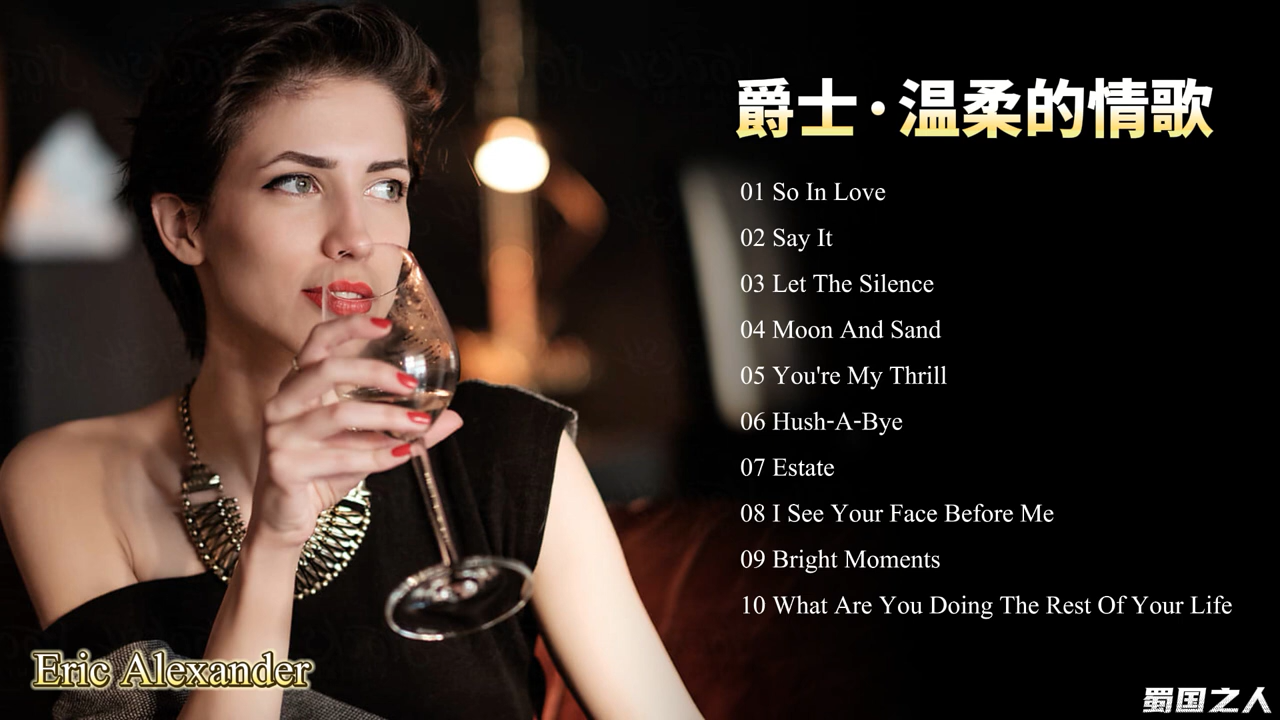 爵士·温柔的情歌
01 So In Love
02 Say It
03 Let The Silence
04 Moon And Sand
05 You're My Thrill
06 Hush-A-Bye
07 Estate
08 I See Your Face Before Me
09 Bright Moments
10 What Are You Doing The Rest Of Your Life
Eric Alexander
蜀国之人